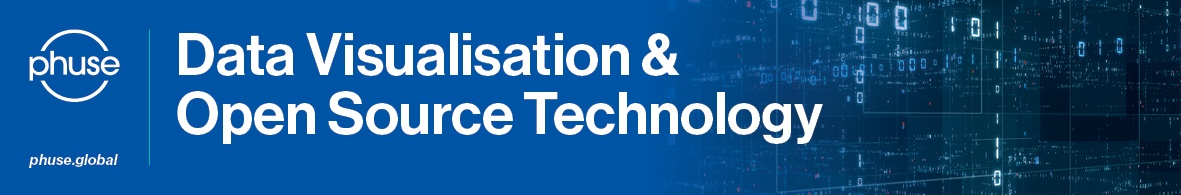 phuse
phuse.global
Data Visualisation &
Open Source Technology